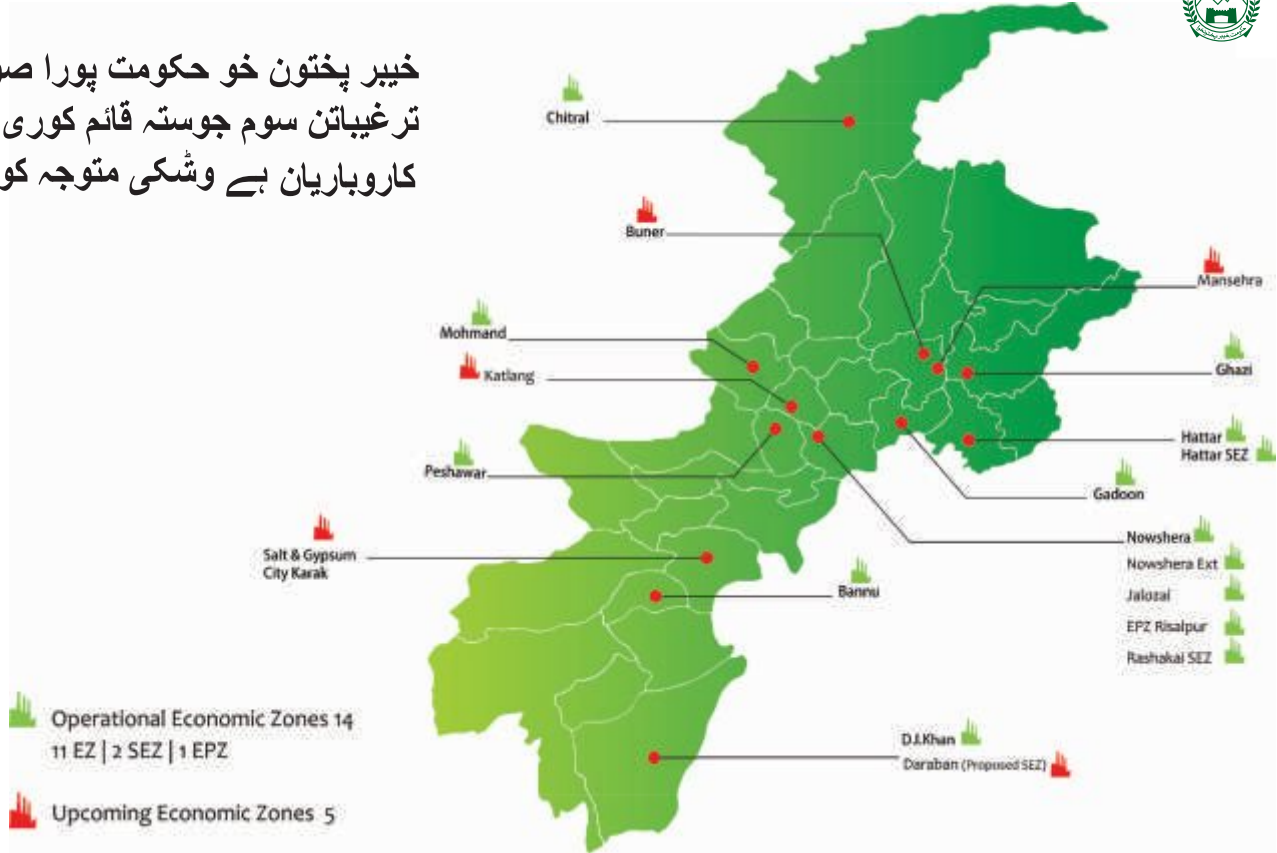 خیبر پختون خو حکومت پورا
ترغیباتن سوم جوستہ قائم کوری
کاروباریان ہے وشکی متوجہ
Chitral
Buner
Mansehra
Mohmand
Katlang
Ghazi
Hattar
Hattar SEZ
Peshawar
Gadoon
Nowshera
Nowshera Ext
Jalozai
EPZ Risalpur
Rashakai SEZ
Salt & Gypsum
City Karak
Bannu
Operational Economic Zones 14
11 EZ | 2 SEZ | 1 EPZ
D.I.Khan
Daraban (Proposed SEZ)
Upcoming Economic Zones 5